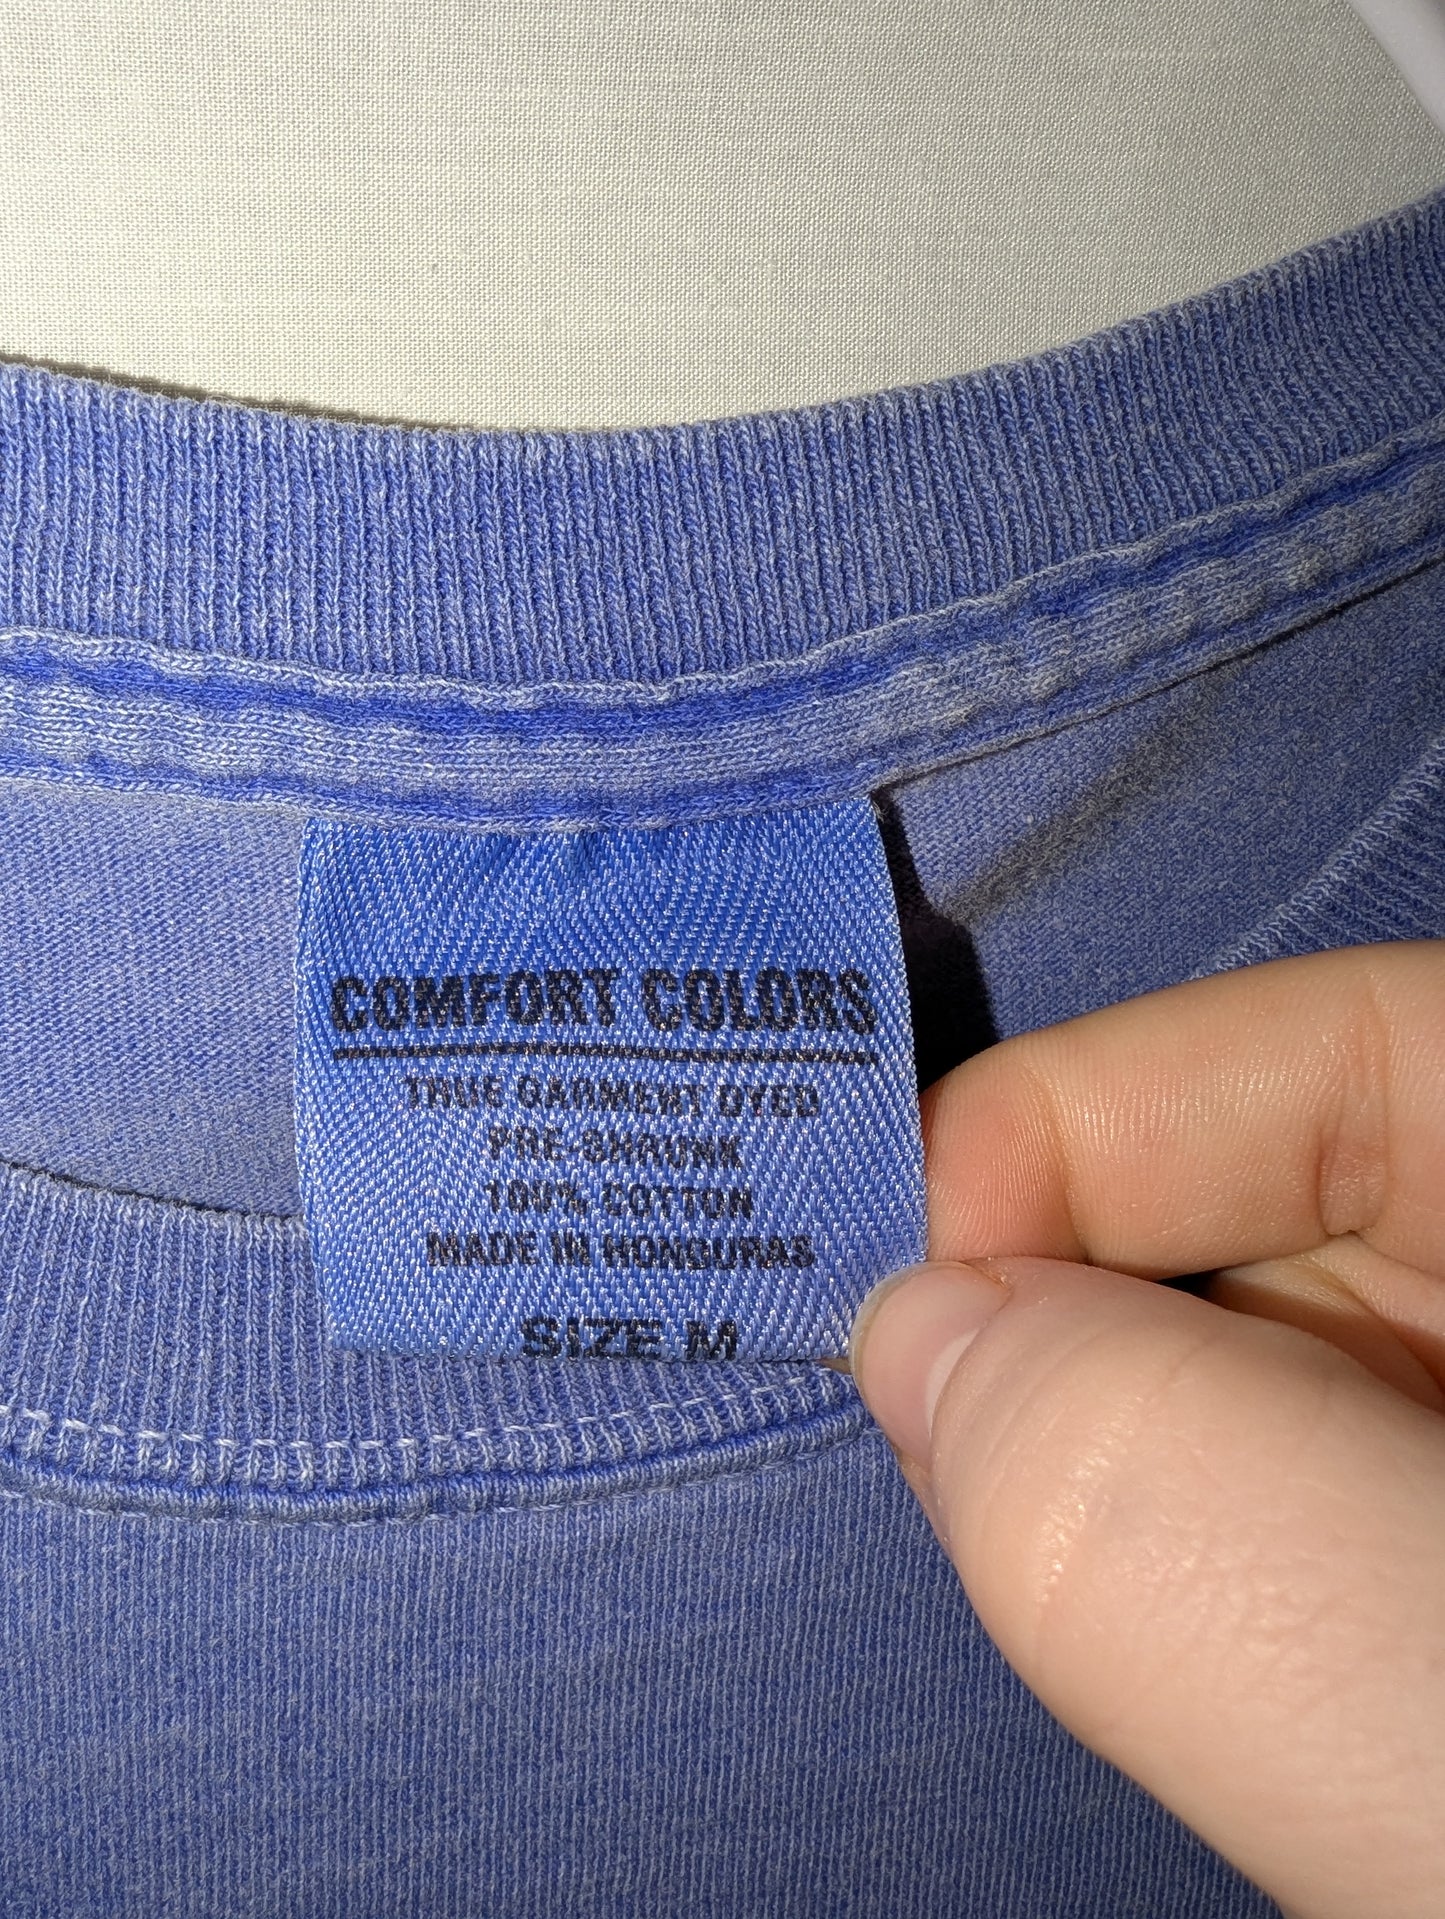 COMFORT COLORS
TRUE GARMENT DYED
PRE-SHRUNK
100% COTTON
MADE IN HONDURAS
SIZE M